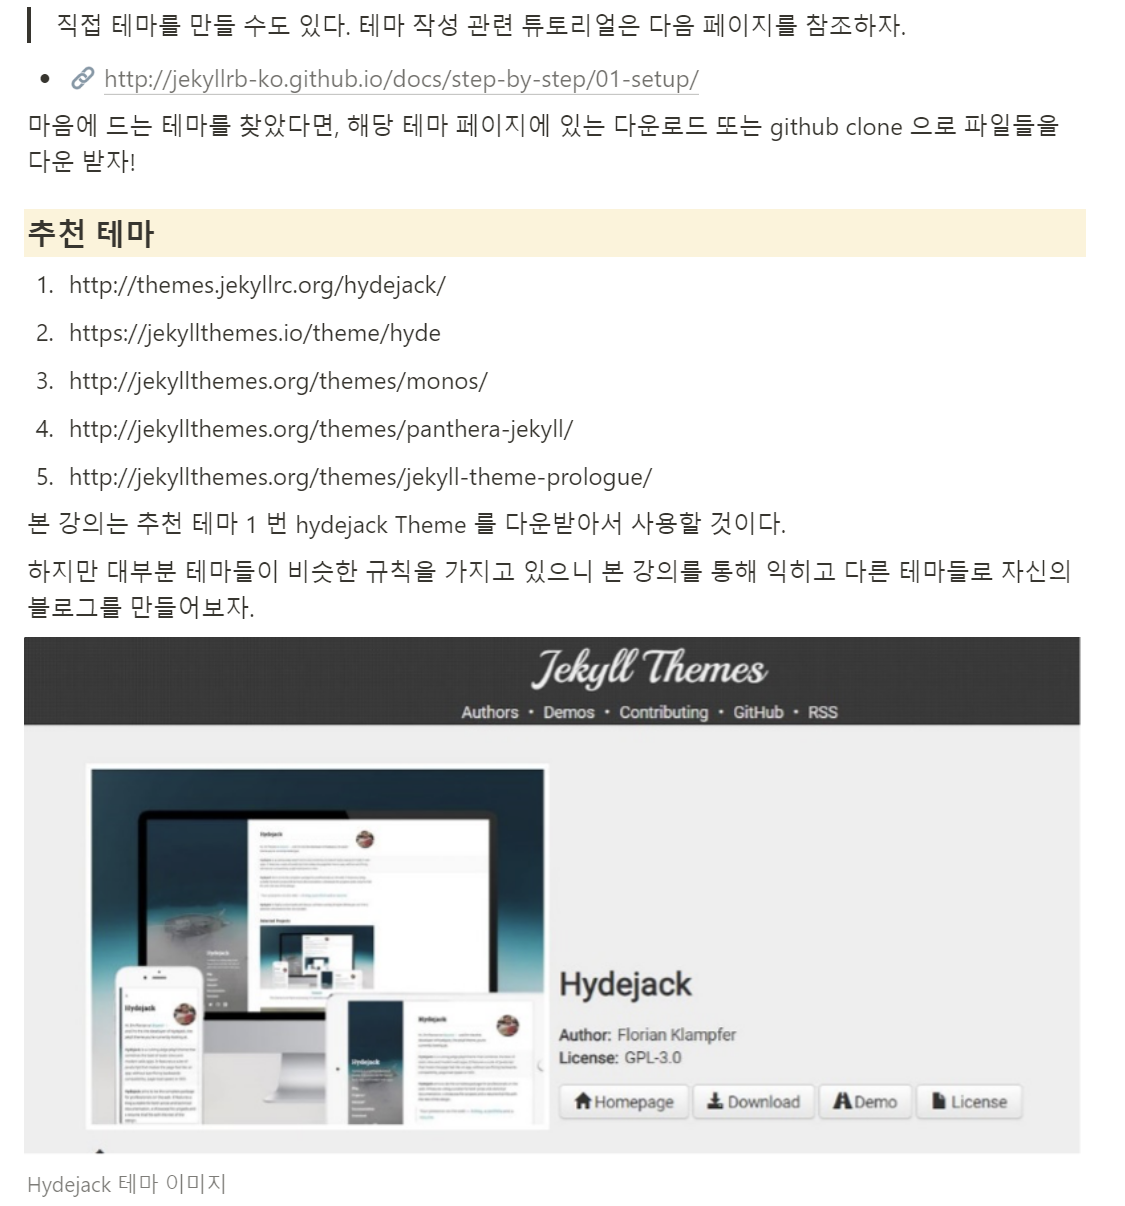 직접 테마를 만들 수도 있다. 테마 작성 관련 튜토리얼은 다음 페이지를 참조하자.
http://jekyllrb-ko.github.io/docs/step-by-step/01-setup/
마음에 드는 테마를 찾았다면, 해당 테마 페이지에 있는 다운로드 또는 github clone 으로 파일들을
다운 받자!
추천 테마
1. http://themes.jekyllrc.org/hydejack/
2. https://jekyllthemes.io/theme/hyde
3. http://jekyllthemes.org/themes/monos/
4. http://jekyllthemes.org/themes/panthera-jekyll/
5. http://jekyllthemes.org/themes/jekyll-theme-prologue/
본 강의는 추천 테마 1 번 hydejack Theme 를 다운받아서 사용할 것이다.
하지만 대부분 테마들이 비슷한 규칙을 가지고 있으니 본 강의를 통해 익히고 다른 테마들로 자신의
블로그를 만들어보자.
Jekyll Themes
Authors • Demos • Contributing • GitHub • RSS
Hydejack
Hydejack
Hydejack
Hydejack
Hydejack
Hydejack
Author: Florian Klampfer
License: GPL-3.0
Homepage Download Demo License
Hydejack 테마 이미지